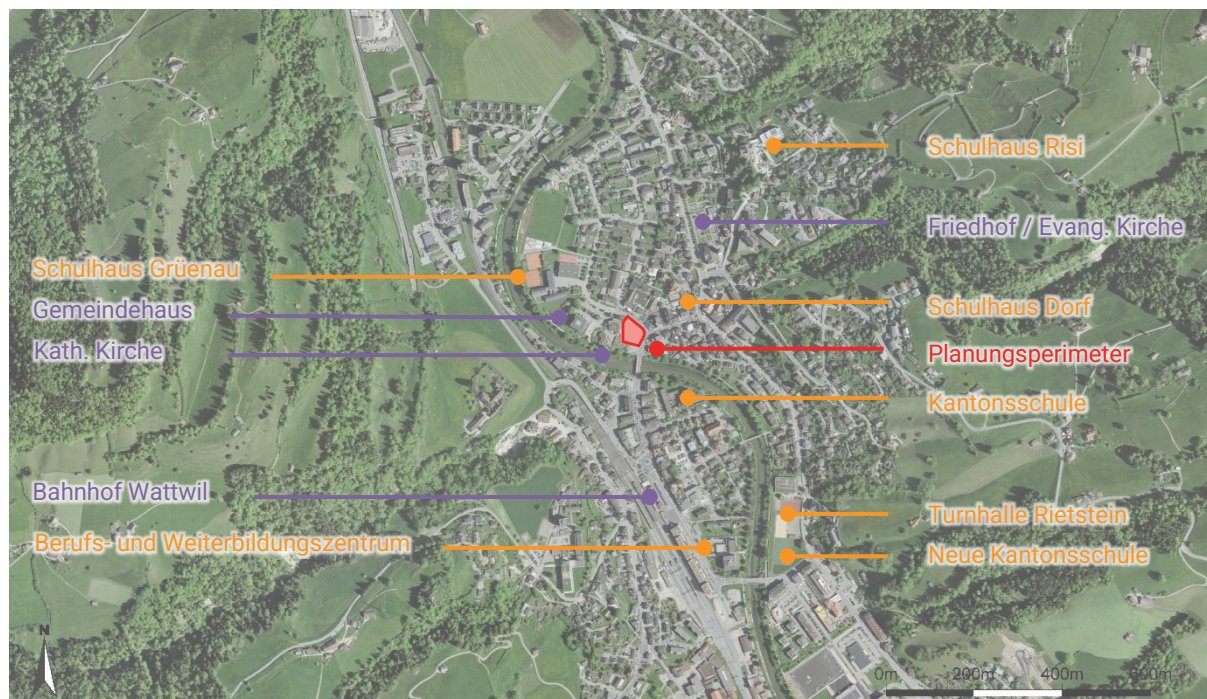 Schulhaus Risi
Friedhof / Evang. Kirche
Schulhaus Grüenau
Gemeindehaus
Kath. Kirche
Schulhaus Dorf
Planungsperimeter
Kantonsschule
Bahnhof Wattwil
Berufs- und Weiterbildungszentrum
Turnhalle Rietstein
Neue Kantonsschule
N
0m 200m 400m 600m